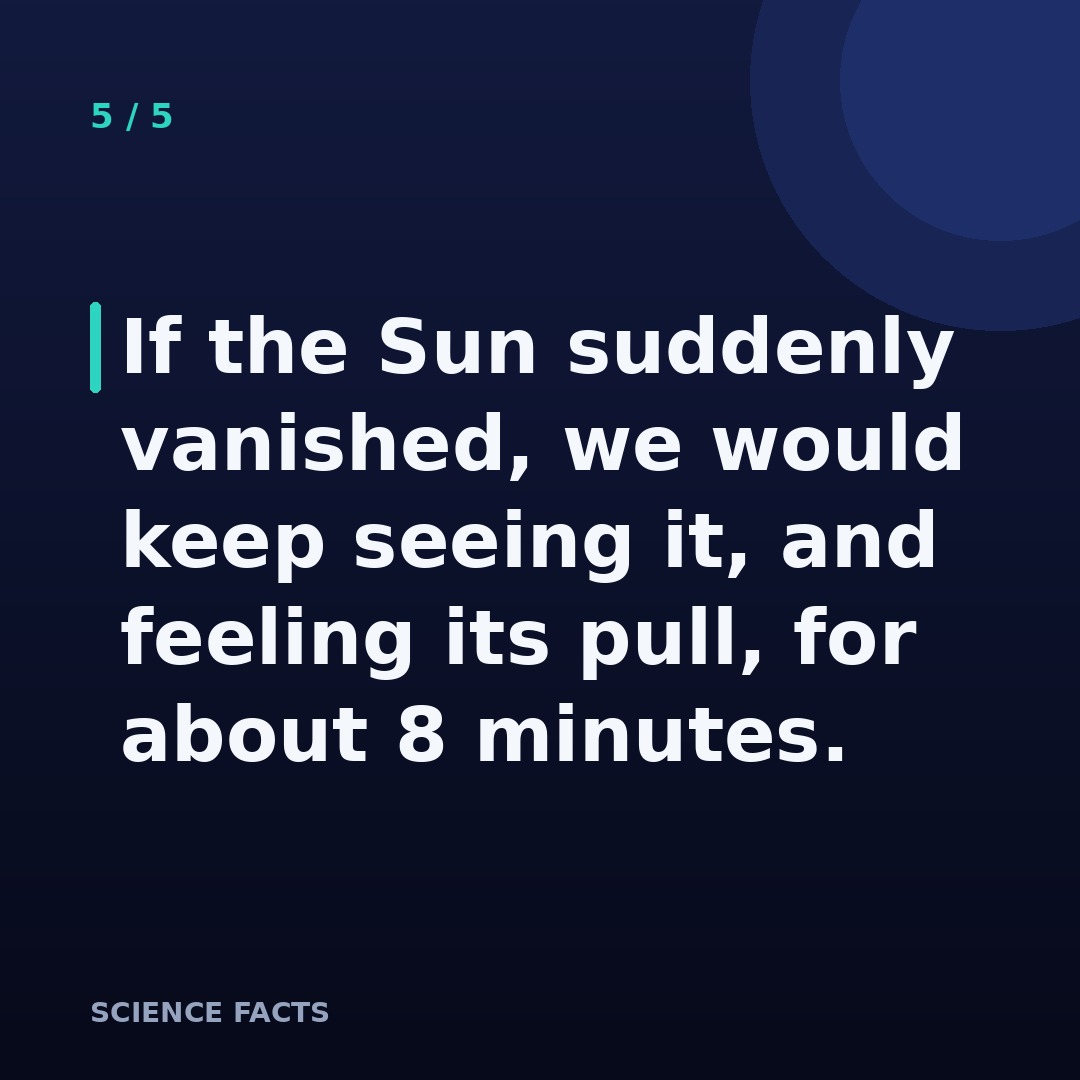 5 / 5
If the Sun suddenly
vanished, we would
keep seeing it, and
feeling its pull, for
about 8 minutes.
SCIENCE FACTS